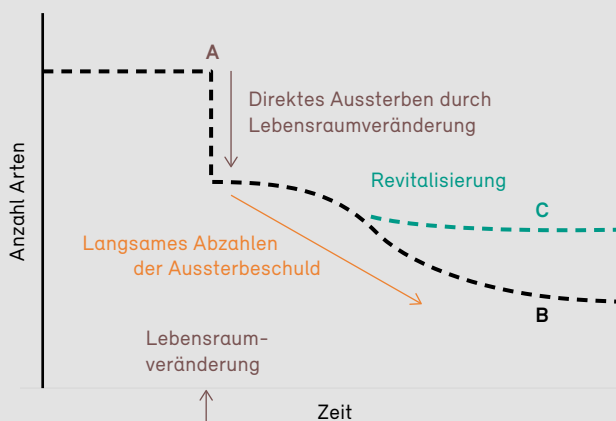 A
Direktes Aussterben durch
Lebensraumveränderung
Revitalisierung
C
Anzahl Arten
Langsames Abzahlen
der Aussterbeschuld
B
Lebensraum-
veränderung
Zeit